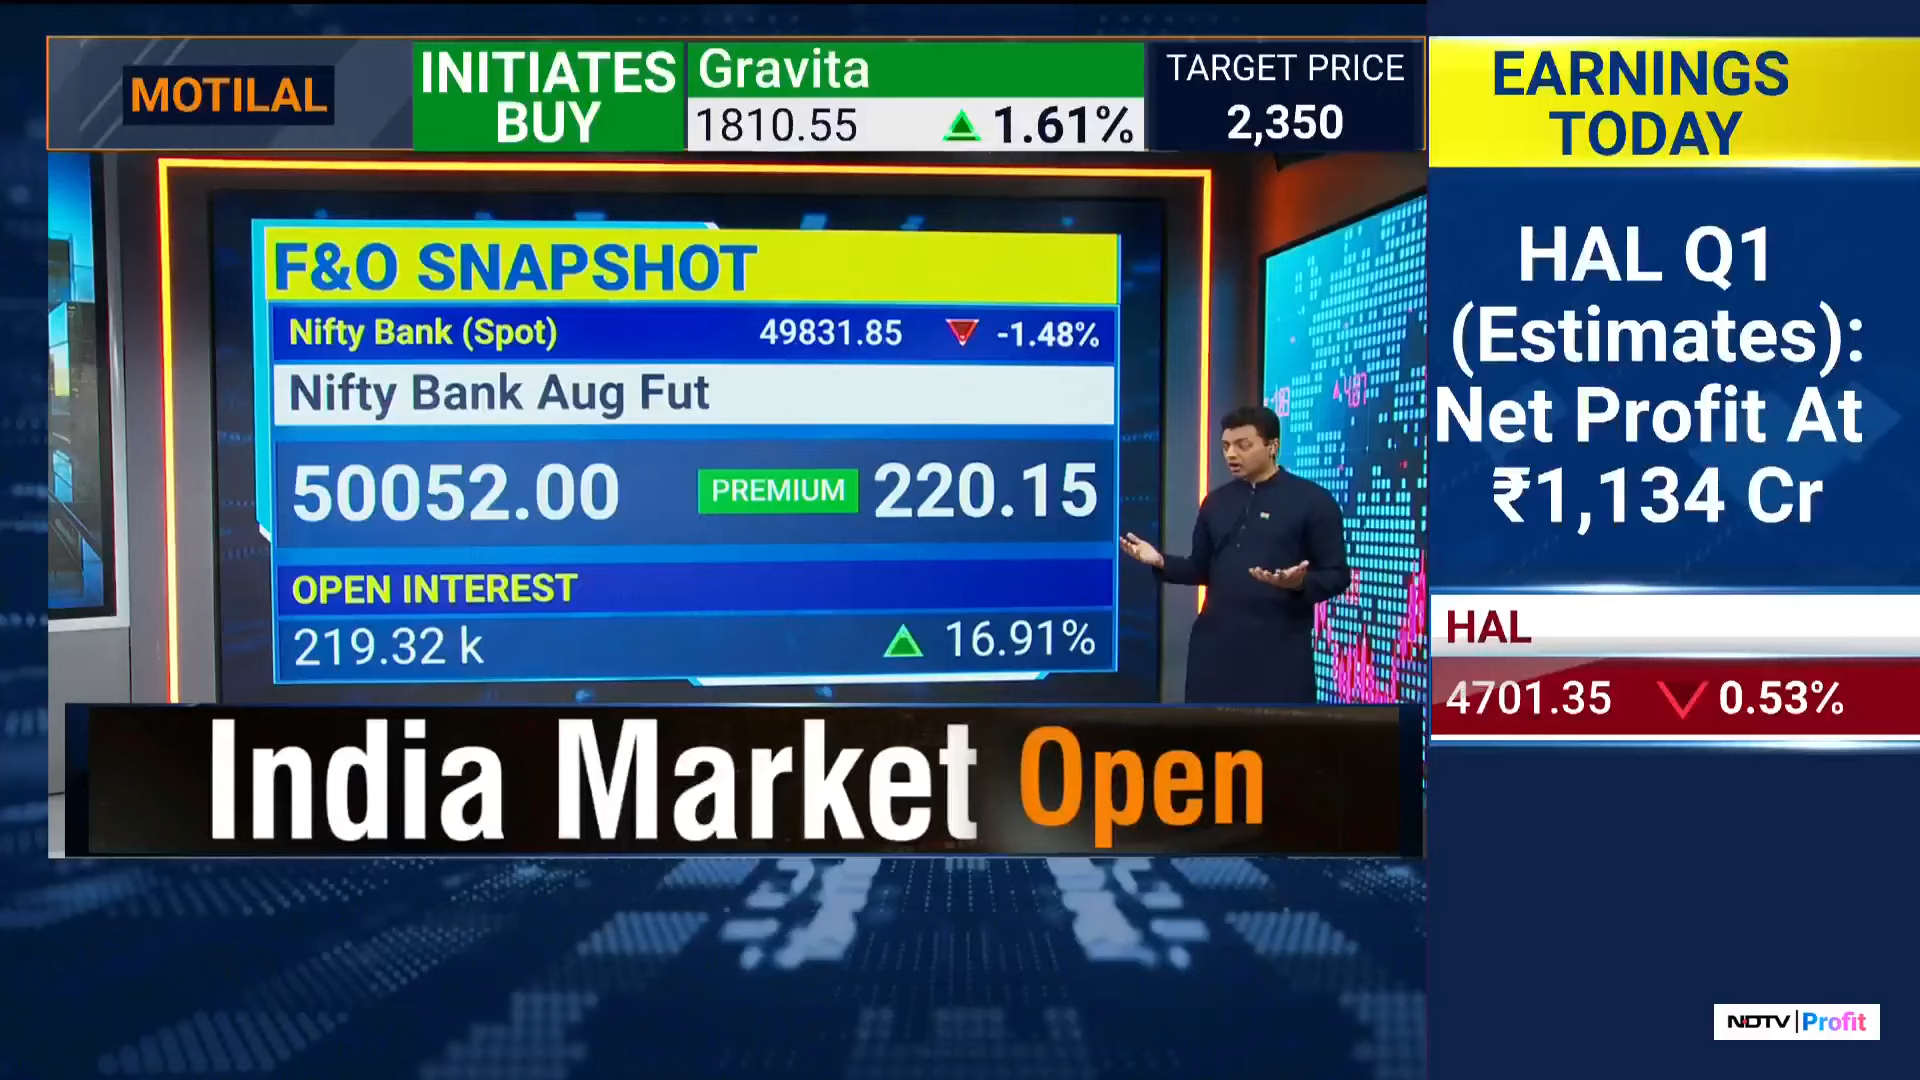 MOTILAL
INITIATES
BUY
Gravita
1810.55 1.61%
TARGET PRICE
2,350
EARNINGS
TODAY
F&O SNAPSHOT
Nifty Bank (Spot) 49831.85 -1.48%
Nifty Bank Aug Fut
50052.00 PREMIUM 220.15
OPEN INTEREST
219.32 k 16.91%
HAL Q1
(Estimates):
Net Profit At
₹1,134 Cr
HAL
4701.35 0.53%
India Market Open
NDTV | Profit